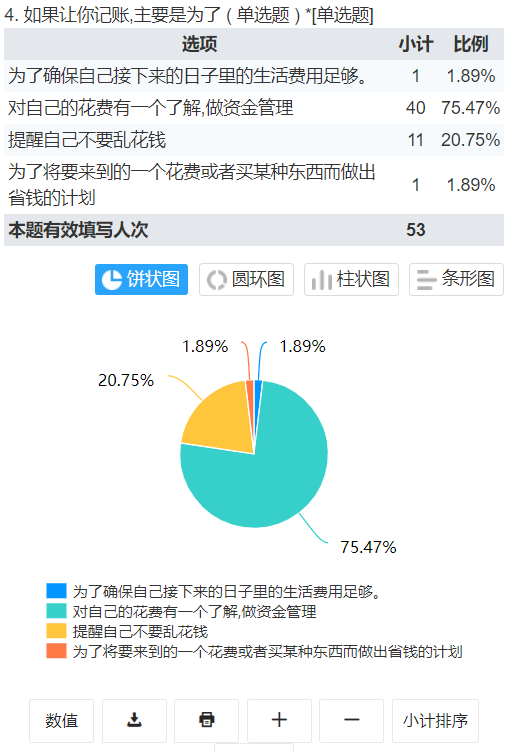 4. 如果让你记账,主要是为了 ( 单选题 ) *[单选题]
选项 小计 比例
为了确保自己接下来的日子里的生活费用足够。 1 1.89%
对自己的花费有一个了解,做资金管理 40 75.47%
提醒自己不要乱花钱 11 20.75%
为了将要来到的一个花费或者买某种东西而做出
省钱的计划 1 1.89%
本题有效填写人次 53
饼状图 圆环图 柱状图 条形图
1.89% 1.89%
20.75%
75.47%
为了确保自己接下来的日子里的生活费用足够。
对自己的花费有一个了解,做资金管理
提醒自己不要乱花钱
为了将要来到的一个花费或者买某种东西而做出省钱的计划
数值 小计排序